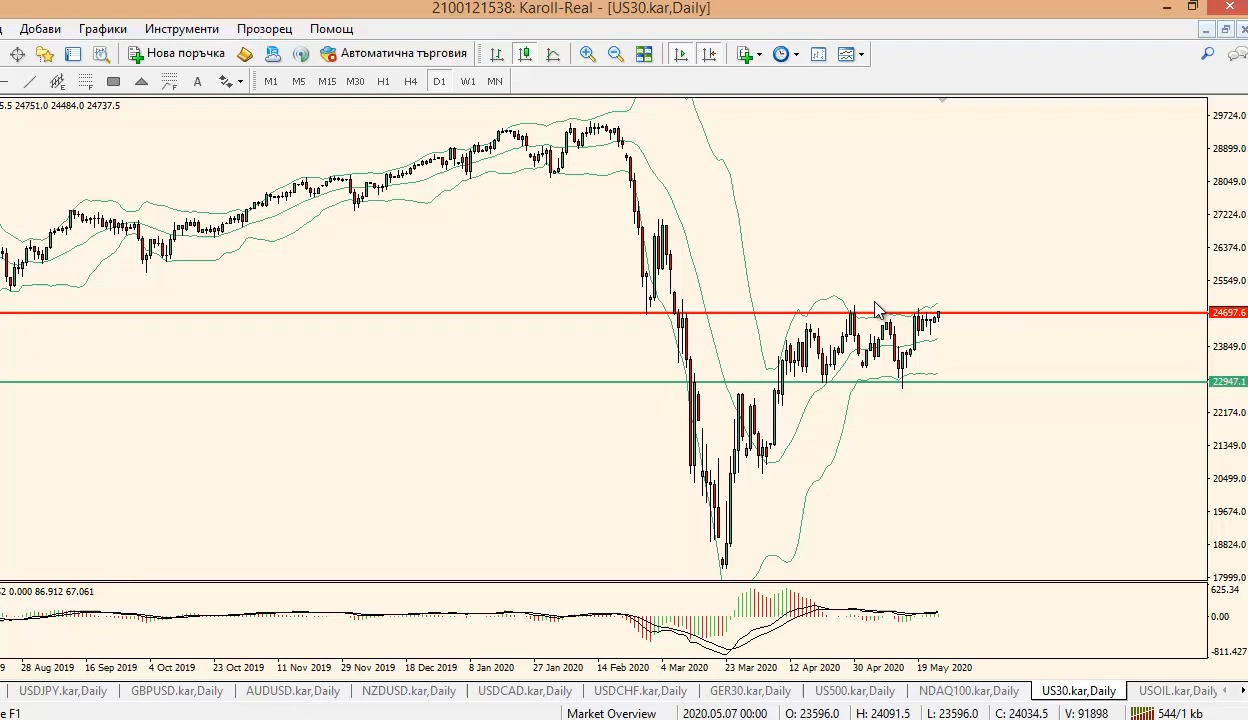 2100121538: Karoll-Real - [US30.kar,Daily]
Добави Графики Инструменти Прозорец Помощ
Нова поръчка Автоматична търговия
A M1 M5 M15 M30 H1 H4 D1 W1 MN
5.5 24751.0 24484.0 24737.5
29724.0
28899.0
28049.0
27224.0
26374.0
25549.0
24697.6
23849.0
22947.1
22174.0
21349.0
20499.0
19674.0
18824.0
17999.0
0.000 86.912 67.061
625.34
0.00
-811.427
28 Aug 2019 16 Sep 2019 4 Oct 2019 23 Oct 2019 11 Nov 2019 29 Nov 2019 18 Dec 2019 8 Jan 2020 27 Jan 2020 14 Feb 2020 4 Mar 2020 23 Mar 2020 12 Apr 2020 30 Apr 2020 19 May 2020
USDJPY.kar,Daily GBPUSD.kar,Daily AUDUSD.kar,Daily NZDUSD.kar,Daily USDCAD.kar,Daily USDCHF.kar,Daily GER30.kar,Daily US500.kar,Daily NDAQ100.kar,Daily US30.kar,Daily USOIL.kar,Daily
e F1 Market Overview 2020.05.07 00:00 O: 23596.0 H: 24091.5 L: 23596.0 C: 24034.5 V: 91898 544/1 kb